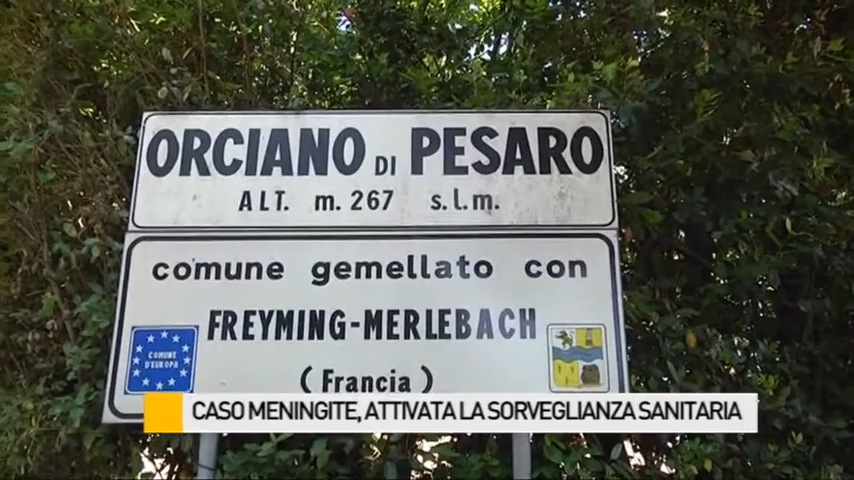 ORCIANO DI PESARO
ALT. m. 267 s.l.m.
comune gemellato con
FREYMING-MERLEBACH
(Francia)
COMUNE
D'EUROPA
CASO MENINGITE, ATTIVATA LA SORVEGLIANZA SANITARIA